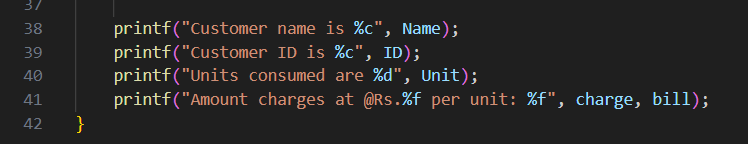 37
38 printf("Customer name is %c", Name);
39 printf("Customer ID is %c", ID);
40 printf("Units consumed are %d", Unit);
41 printf("Amount charges at @Rs.%f per unit: %f", charge, bill);
42 }